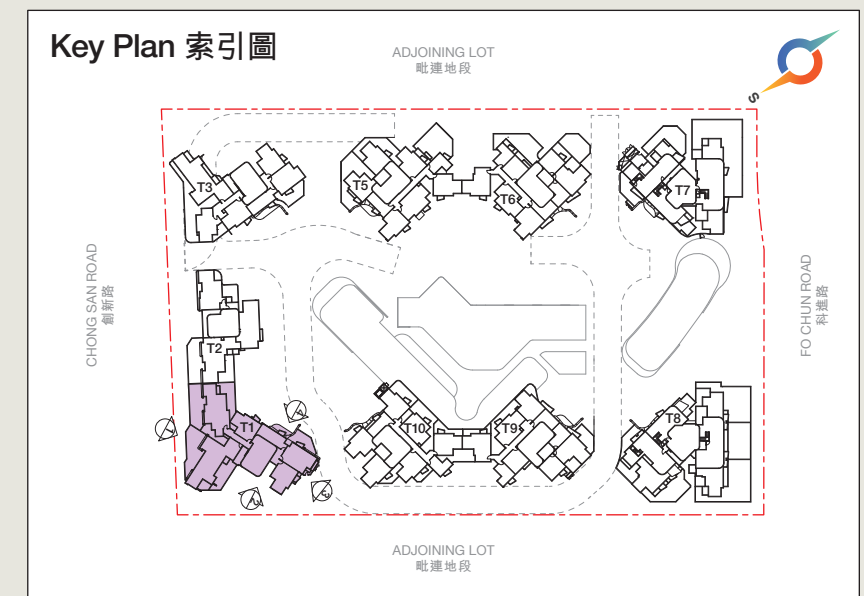 Key Plan 索引圖
ADJOINING LOT
毗連地段
S
T3
T5
T6
T7
CHONG SAN ROAD
創新路
FO CHUN ROAD
科進路
T2
T1
T10
T9
T8
ADJOINING LOT
毗連地段